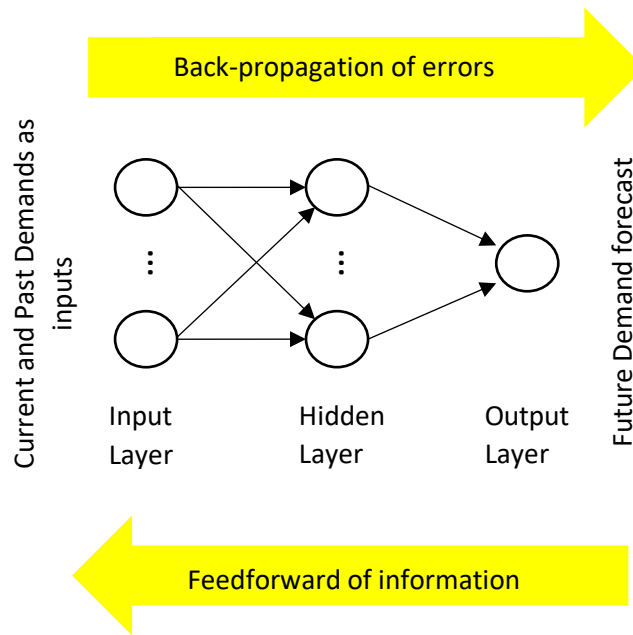 Back-propagation of errors
Current and Past Demands as
inputs
...
...
Input
Layer
Hidden
Layer
Output
Layer
Future Demand forecast
Feedforward of information